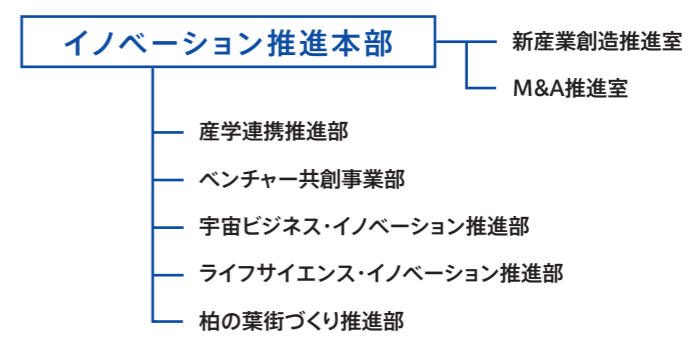 イノベーション推進本部
新産業創造推進室
M&A推進室
産学連携推進部
ベンチャー共創事業部
宇宙ビジネス・イノベーション推進部
ライフサイエンス・イノベーション推進部
柏の葉街づくり推進部